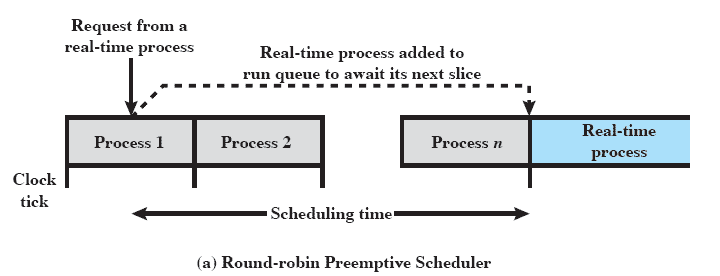 Request from a
real-time process
Real-time process added to
run queue to await its next slice
Process 1
Process 2
Process n
Real-time
process
Clock
tick
Scheduling time
(a) Round-robin Preemptive Scheduler